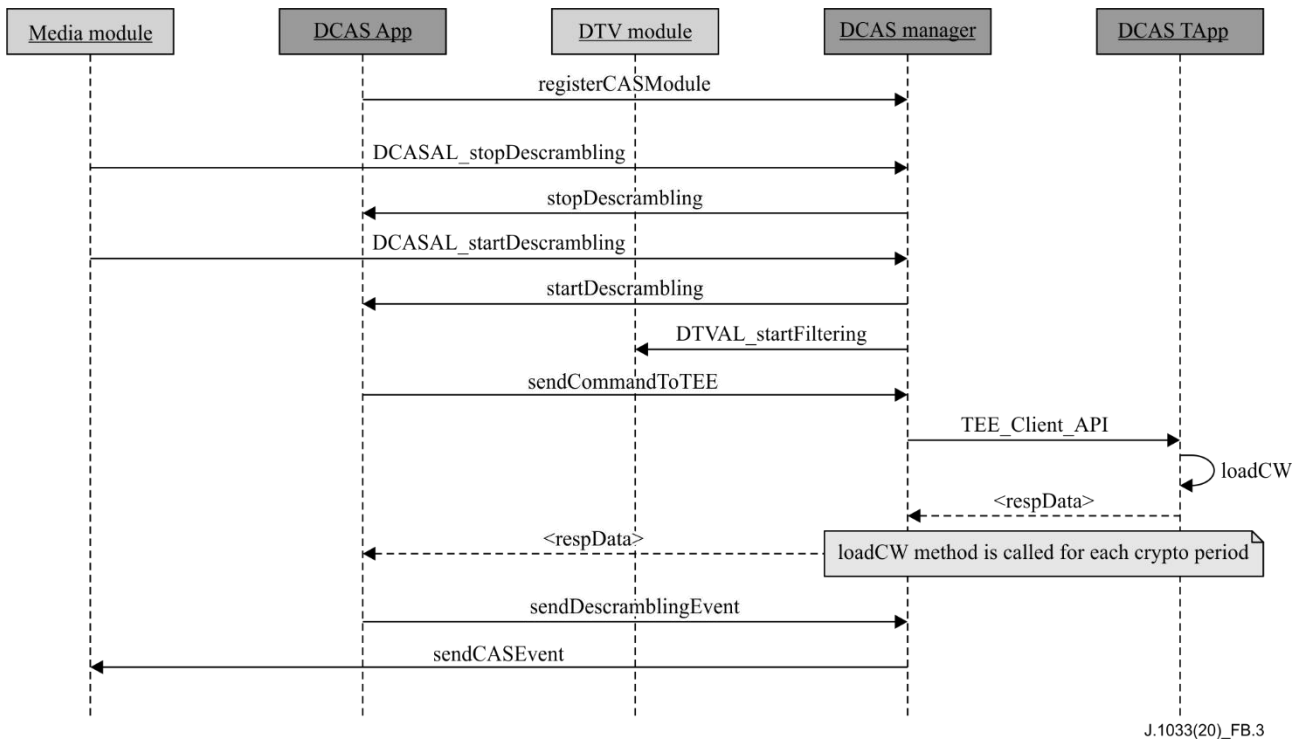 Media module
DCAS App
DTV module
DCAS manager
DCAS TApp
registerCASModule
DCASAL_stopDescrambling
stopDescrambling
DCASAL_startDescrambling
startDescrambling
DTVAL_startFiltering
sendCommandToTEE
TEE_Client_API
loadCW
<respData>
<respData>
loadCW method is called for each crypto period
sendDescramblingEvent
sendCASEvent
J.1033(20)_FB.3